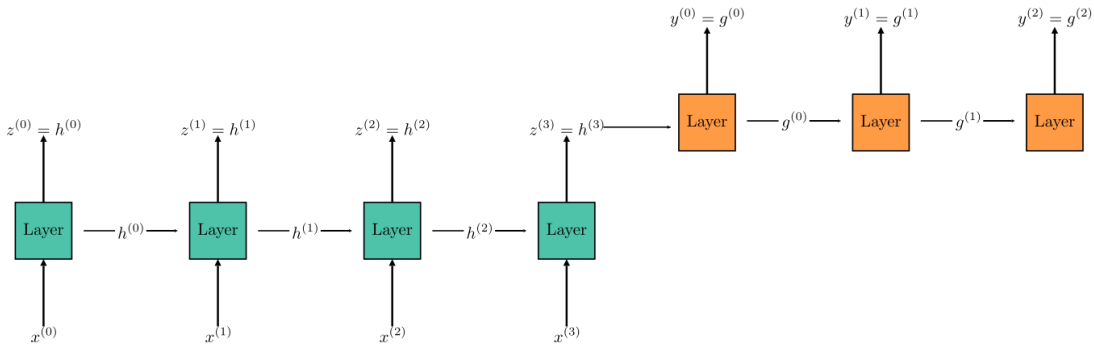 y^{(0)} = g^{(0)} y^{(1)} = g^{(1)} y^{(2)} = g^{(2)}
Layer g^{(0)} Layer g^{(1)} Layer
z^{(0)} = h^{(0)} z^{(1)} = h^{(1)} z^{(2)} = h^{(2)} z^{(3)} = h^{(3)}
Layer h^{(0)} Layer h^{(1)} Layer h^{(2)} Layer
x^{(0)} x^{(1)} x^{(2)} x^{(3)}